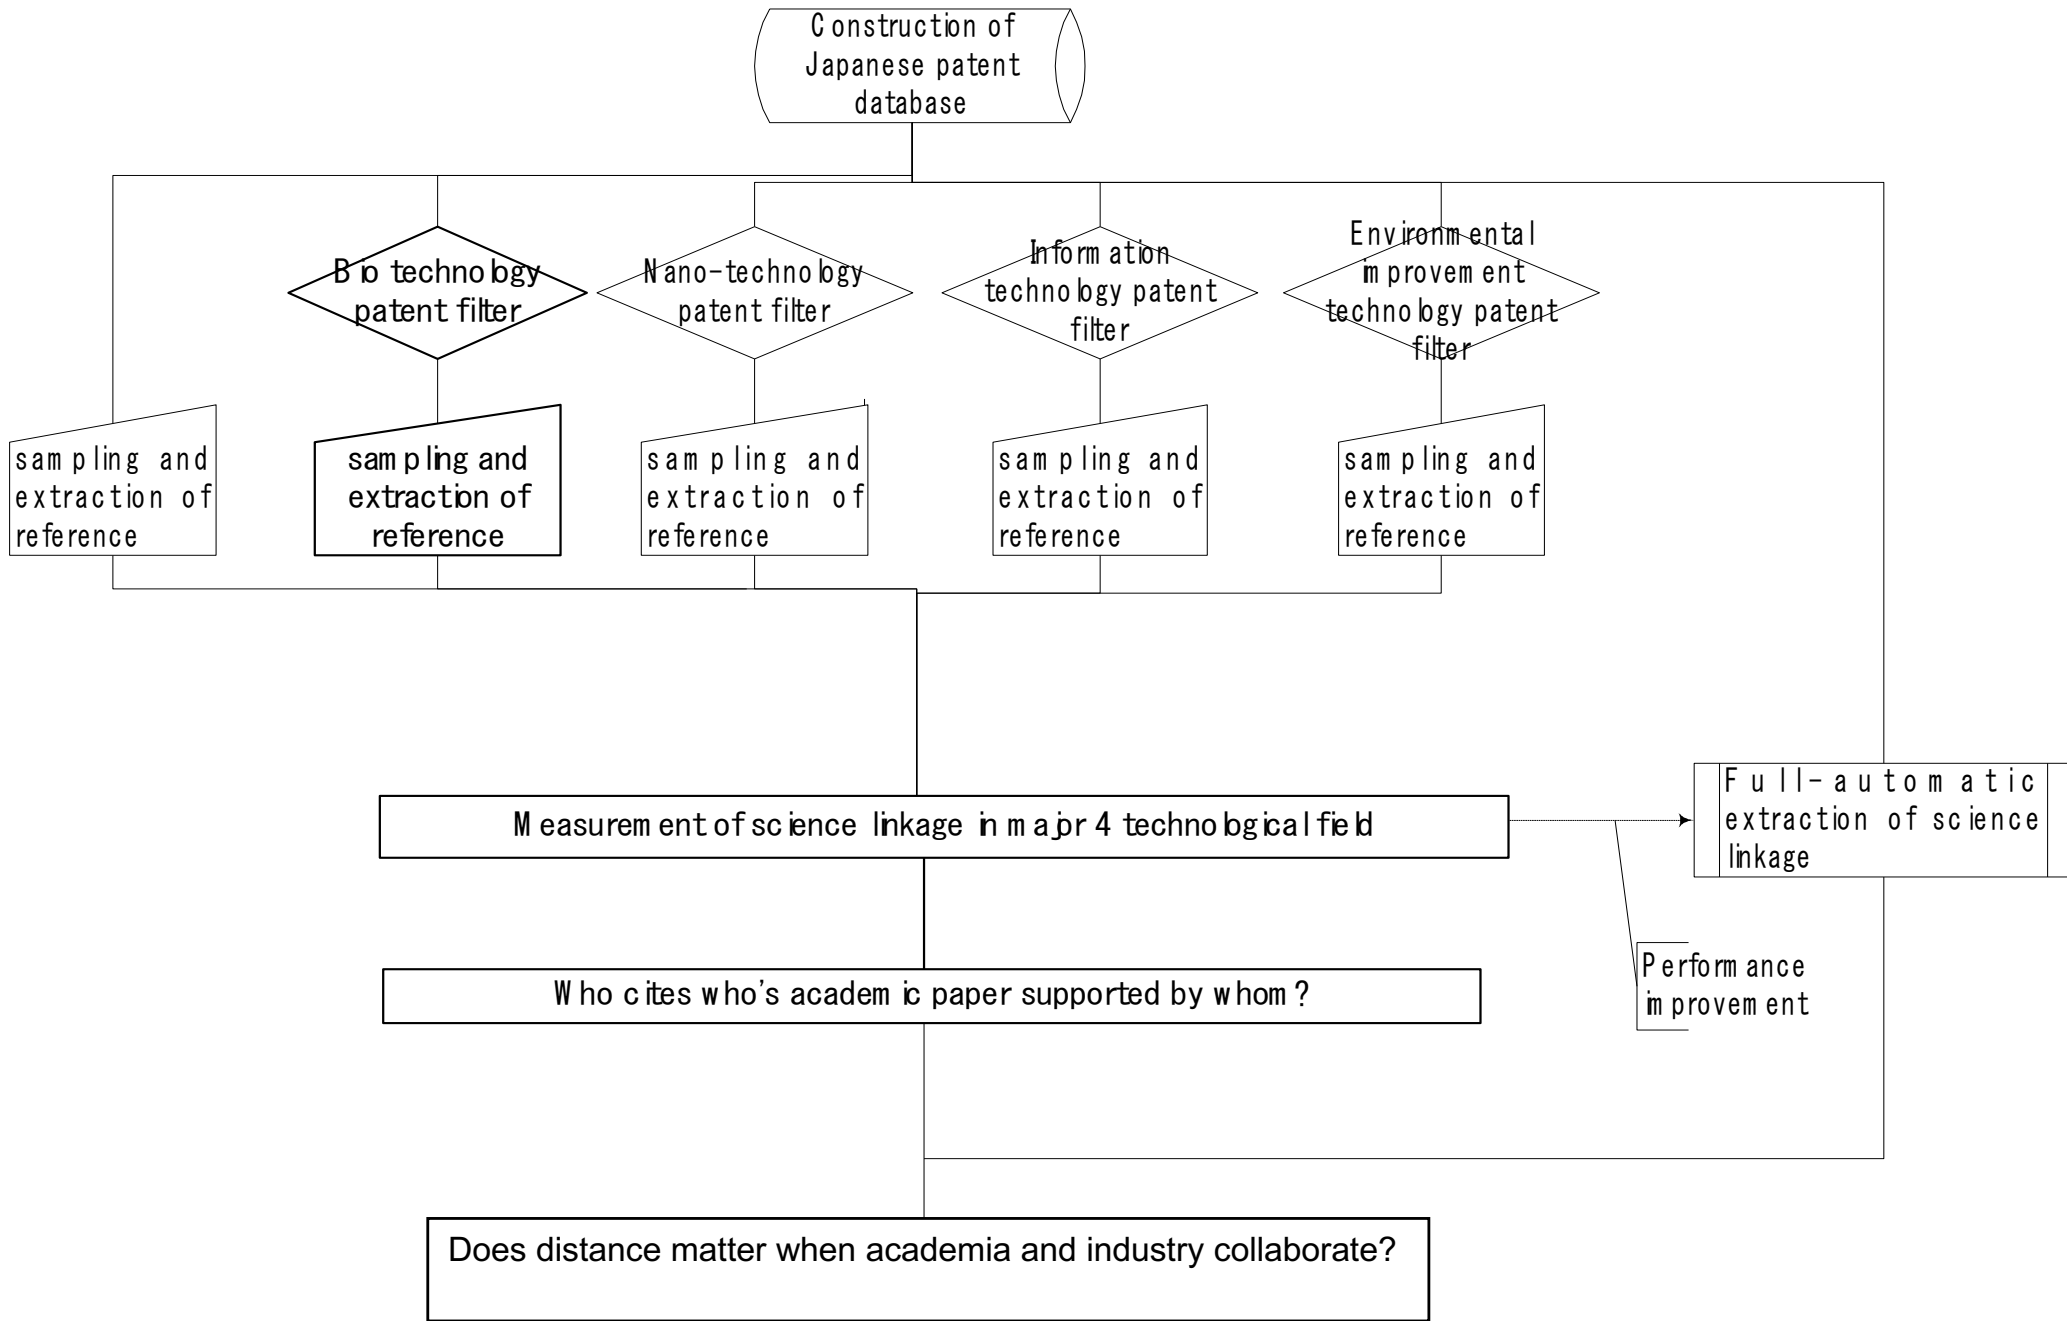 Construction of
Japanese patent
database
Bio technology
patent filter
Nano-technology
patent filter
Information
technology patent
filter
Environmental
improvement
technology patent
filter
sampling and
extraction of
reference
sampling and
extraction of
reference
sampling and
extraction of
reference
sampling and
extraction of
reference
sampling and
extraction of
reference
Full-automatic
extraction of science
linkage
Measurement of science linkage in major 4 technological field
Performance
improvement
Who cites who's academic paper supported by whom?
Does distance matter when academia and industry collaborate?